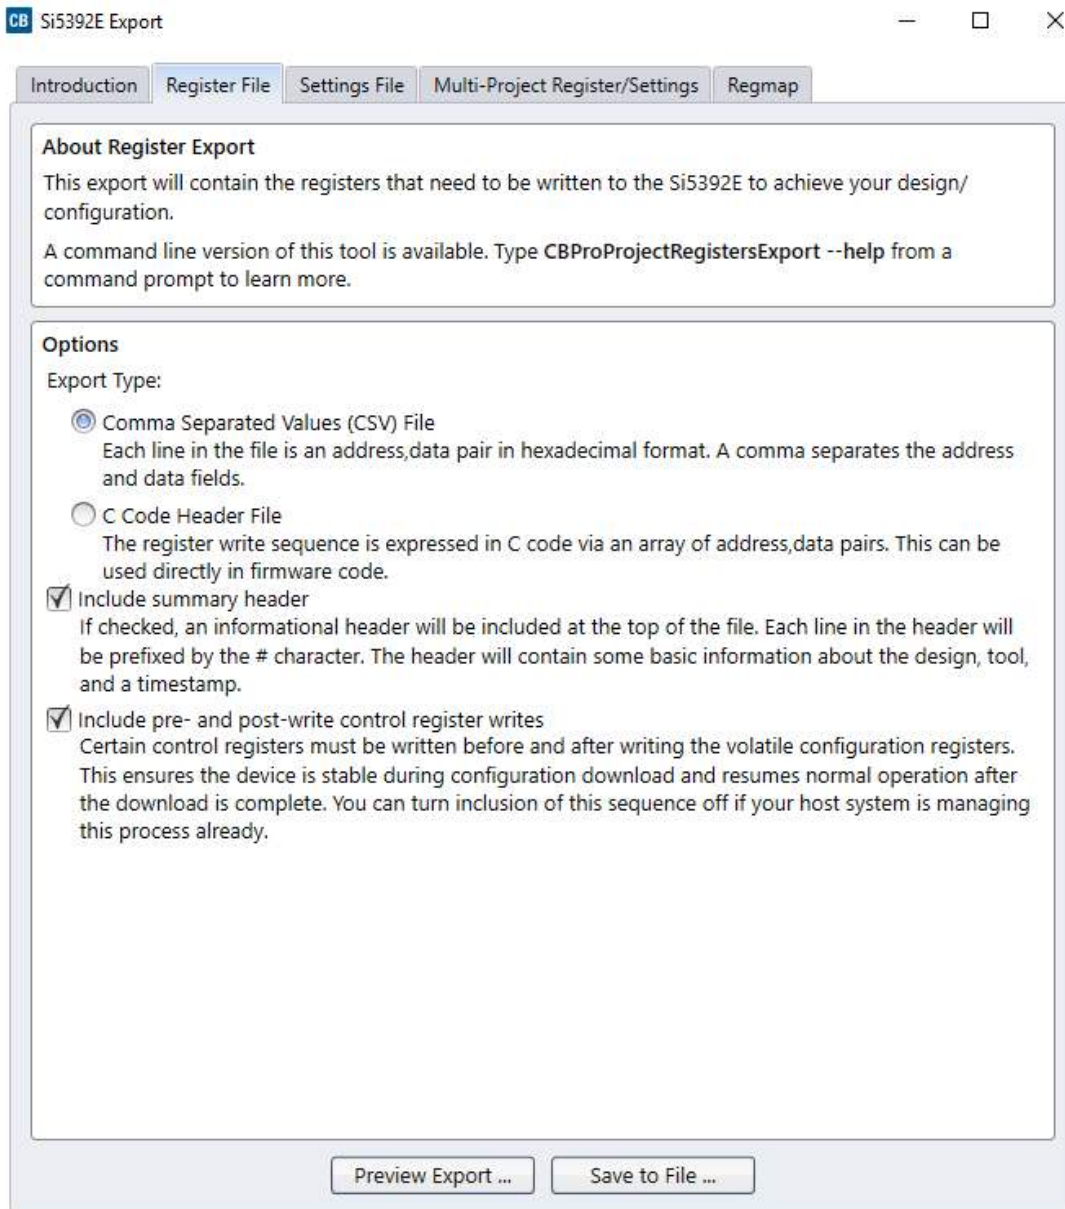 CB Si5392E Export
Introduction Register File Settings File Multi-Project Register/Settings Regmap
About Register Export
This export will contain the registers that need to be written to the Si5392E to achieve your design/
configuration.
A command line version of this tool is available. Type CBProProjectRegistersExport --help from a
command prompt to learn more.
Options
Export Type:
Comma Separated Values (CSV) File
Each line in the file is an address,data pair in hexadecimal format. A comma separates the address
and data fields.
C Code Header File
The register write sequence is expressed in C code via an array of address,data pairs. This can be
used directly in firmware code.
Include summary header
If checked, an informational header will be included at the top of the file. Each line in the header will
be prefixed by the # character. The header will contain some basic information about the design, tool,
and a timestamp.
Include pre- and post-write control register writes
Certain control registers must be written before and after writing the volatile configuration registers.
This ensures the device is stable during configuration download and resumes normal operation after
the download is complete. You can turn inclusion of this sequence off if your host system is managing
this process already.
Preview Export ... Save to File ...